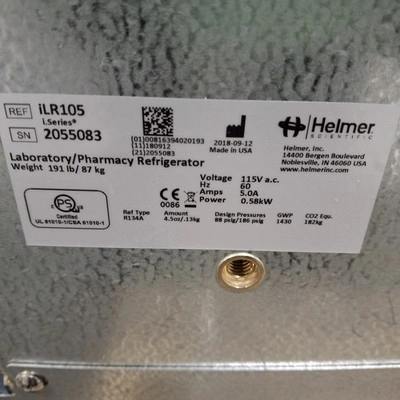 REF iLR105
i.Series®
SN 2055083
(01)00816394020193
(11)180912
(21)2055083
2018-09-12
Made in USA
Helmer
SCIENTIFIC
Helmer, Inc.
14400 Bergen Boulevard
Noblesville, IN 46060 USA
www.helmerinc.com
Laboratory/Pharmacy Refrigerator
Weight 191 lb/ 87 kg
PS
Certified
UL 61010-1/CSA 61010-1
CE
0086
Voltage 115V a.c.
Hz 60
Amps 5.0A
Power 0.58kW
Ref Type Amount Design Pressures GWP CO2 Equ.
R134A 4.5oz/.13kg 88 psig/186 psig 1430 182kg